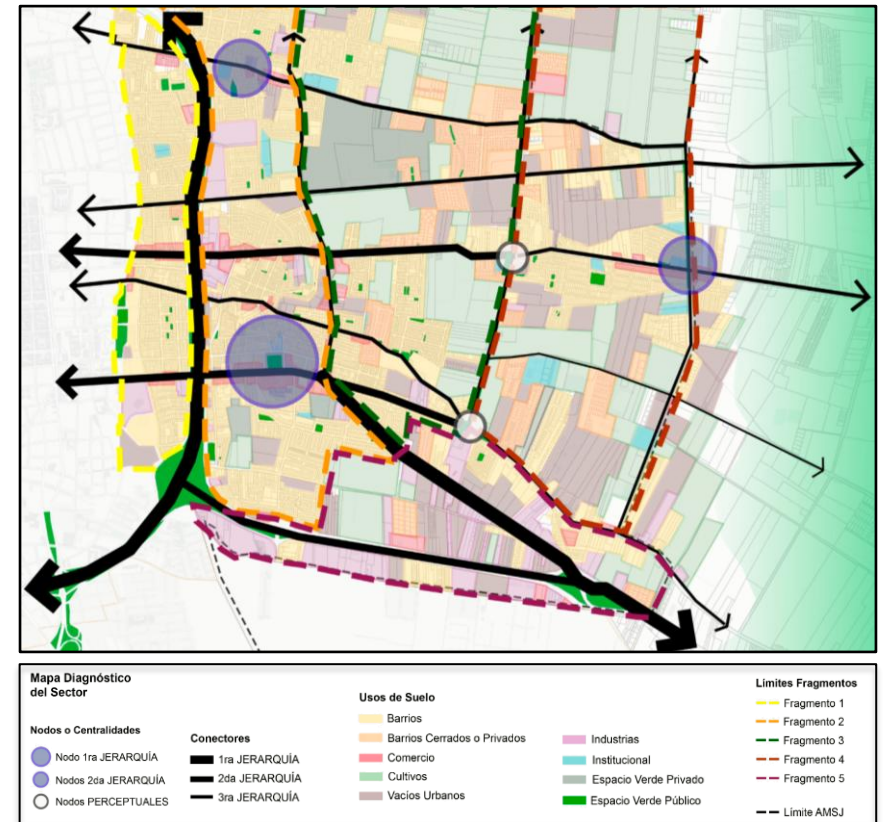 Mapa Diagnóstico
del Sector
Nodos o Centralidades
Nodo 1ra JERARQUÍA
Nodos 2da JERARQUÍA
Nodos PERCEPTUALES
Conectores
1ra JERARQUÍA
2da JERARQUÍA
3ra JERARQUÍA
Usos de Suelo
Barrios
Barrios Cerrados o Privados
Comercio
Cultivos
Vacíos Urbanos
Industrias
Institucional
Espacio Verde Privado
Espacio Verde Público
Límites Fragmentos
Fragmento 1
Fragmento 2
Fragmento 3
Fragmento 4
Fragmento 5
Límite AMSJ